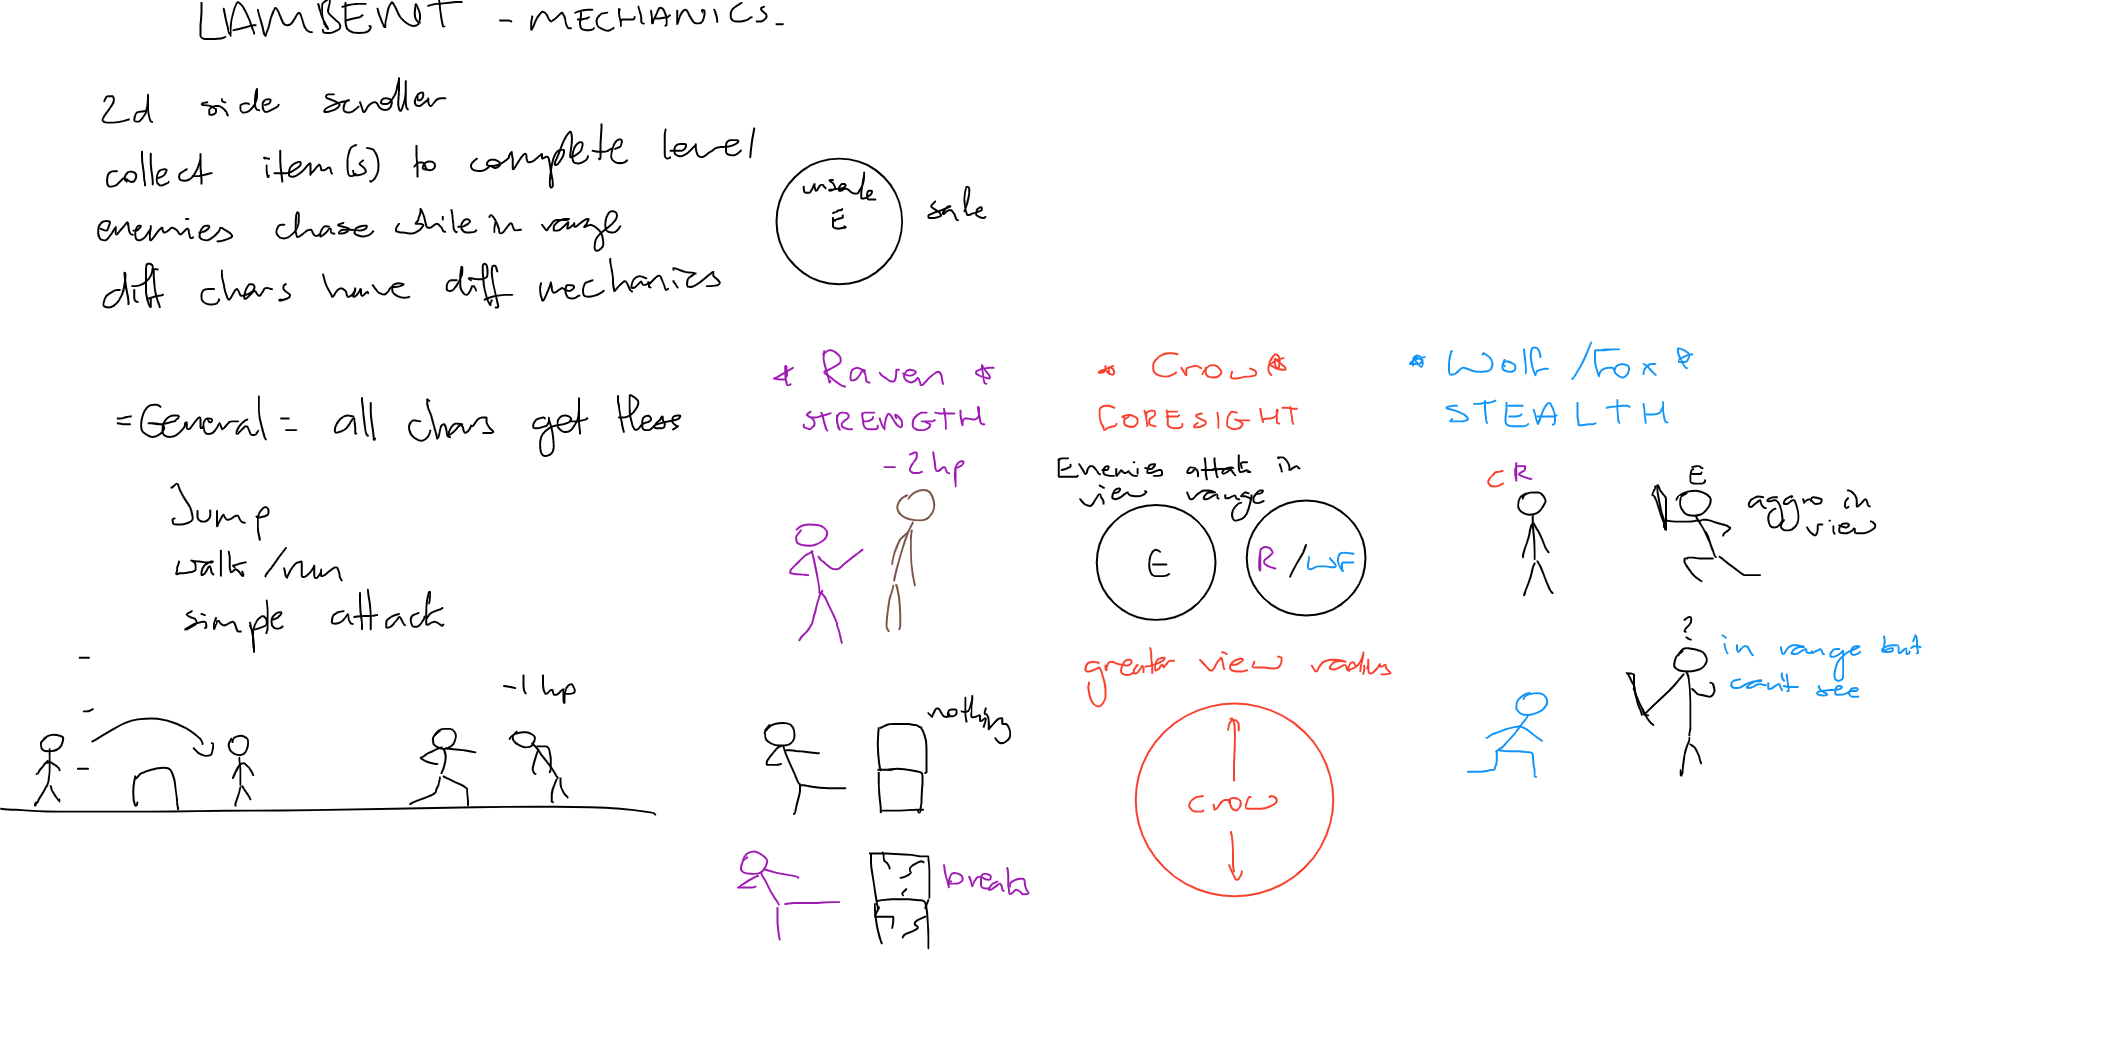 LAMBENT - MECHANICS.
2d side scroller
collect item(s) to complete level
enemies chase while in range
diff chars have diff mechanics
unsafe
E
safe
=General= all chars get these
Jump
walk/run
simple attack
-1 hp
* Raven *
STRENGTH
-2 hp
nothing
breaks
* Crow *
CORESIGHT
Enemies attack in
view range
E
R/WF
greater view radius
crow
* Wolf/Fox *
STEALTH
C R
E
aggro in
view
?
in range but
can't see